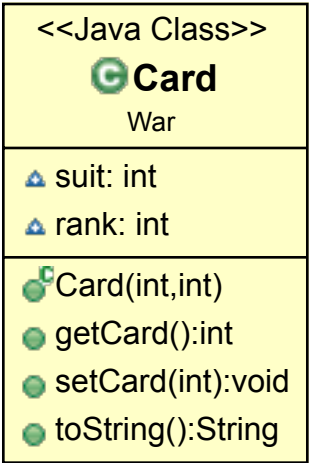 <<Java Class>>
Card
War
suit: int
rank: int
Card(int,int)
getCard():int
setCard(int):void
toString():String